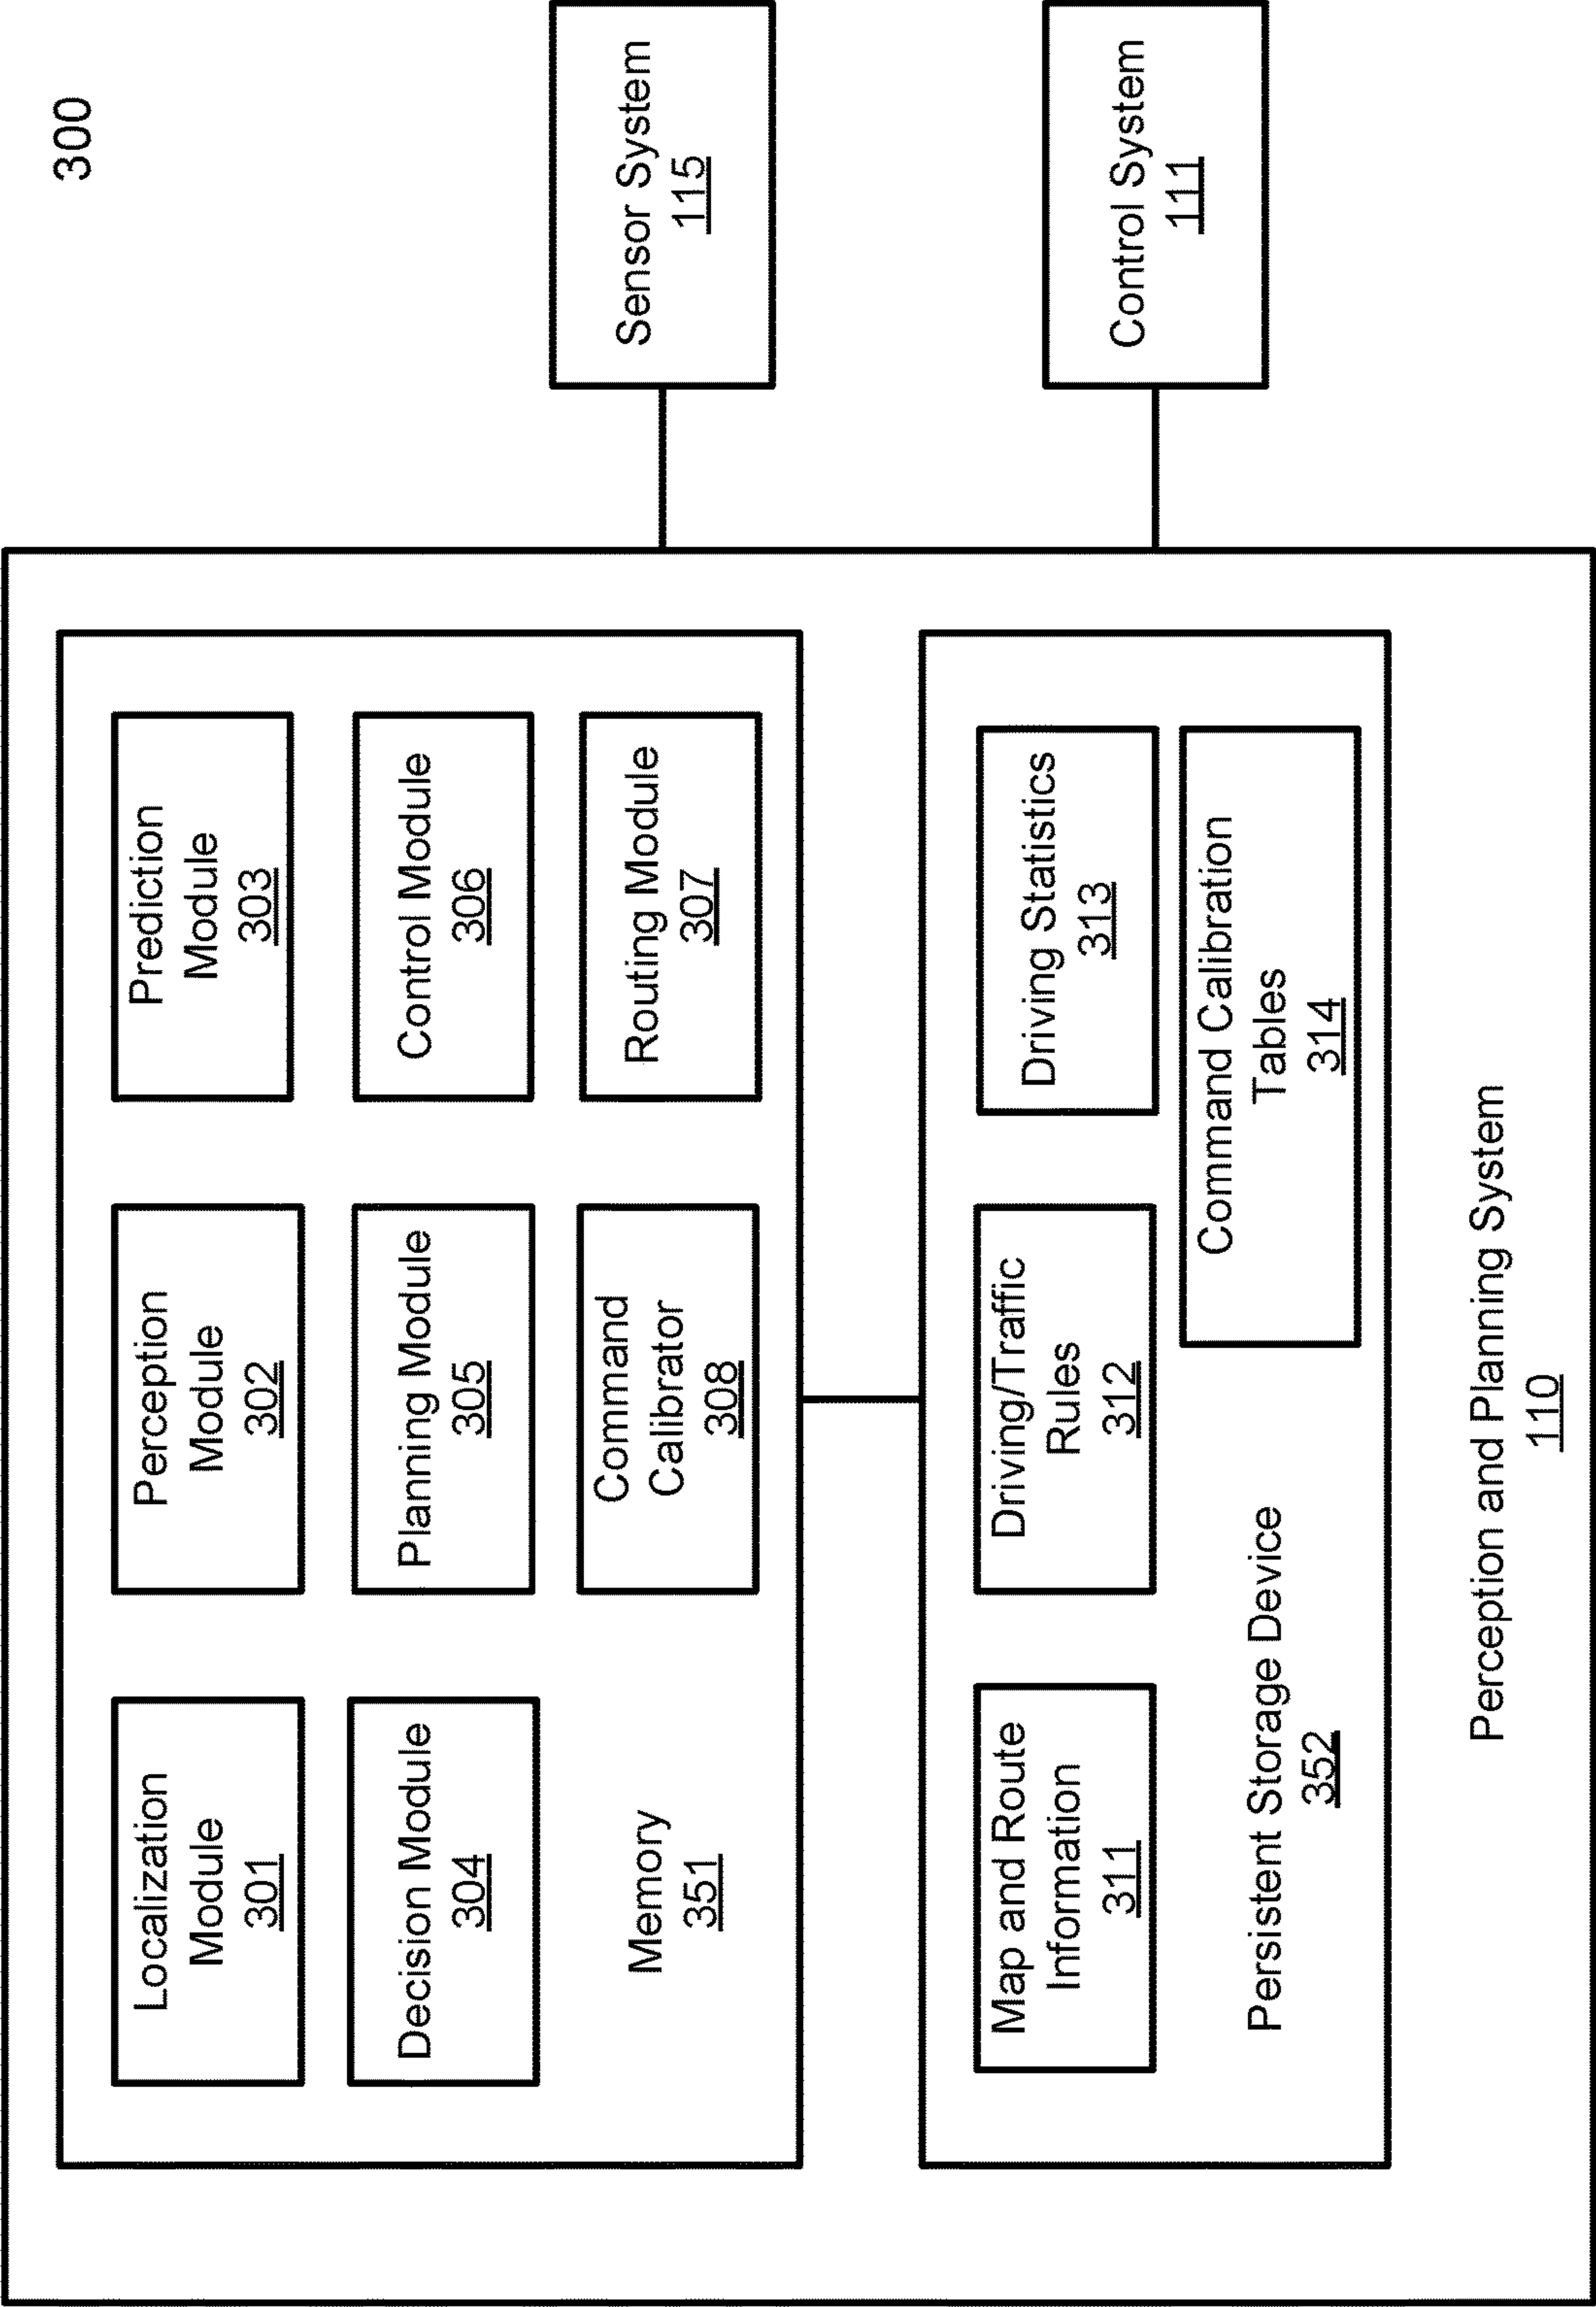 300
Localization
Module
301
Perception
Module
302
Prediction
Module
303
Decision Module
304
Planning Module
305
Control Module
306
Memory
351
Command
Calibrator
308
Routing Module
307
Sensor System
115
Map and Route
Information
311
Driving/Traffic
Rules
312
Driving Statistics
313
Persistent Storage Device
352
Command Calibration
Tables
314
Control System
111
Perception and Planning System
110